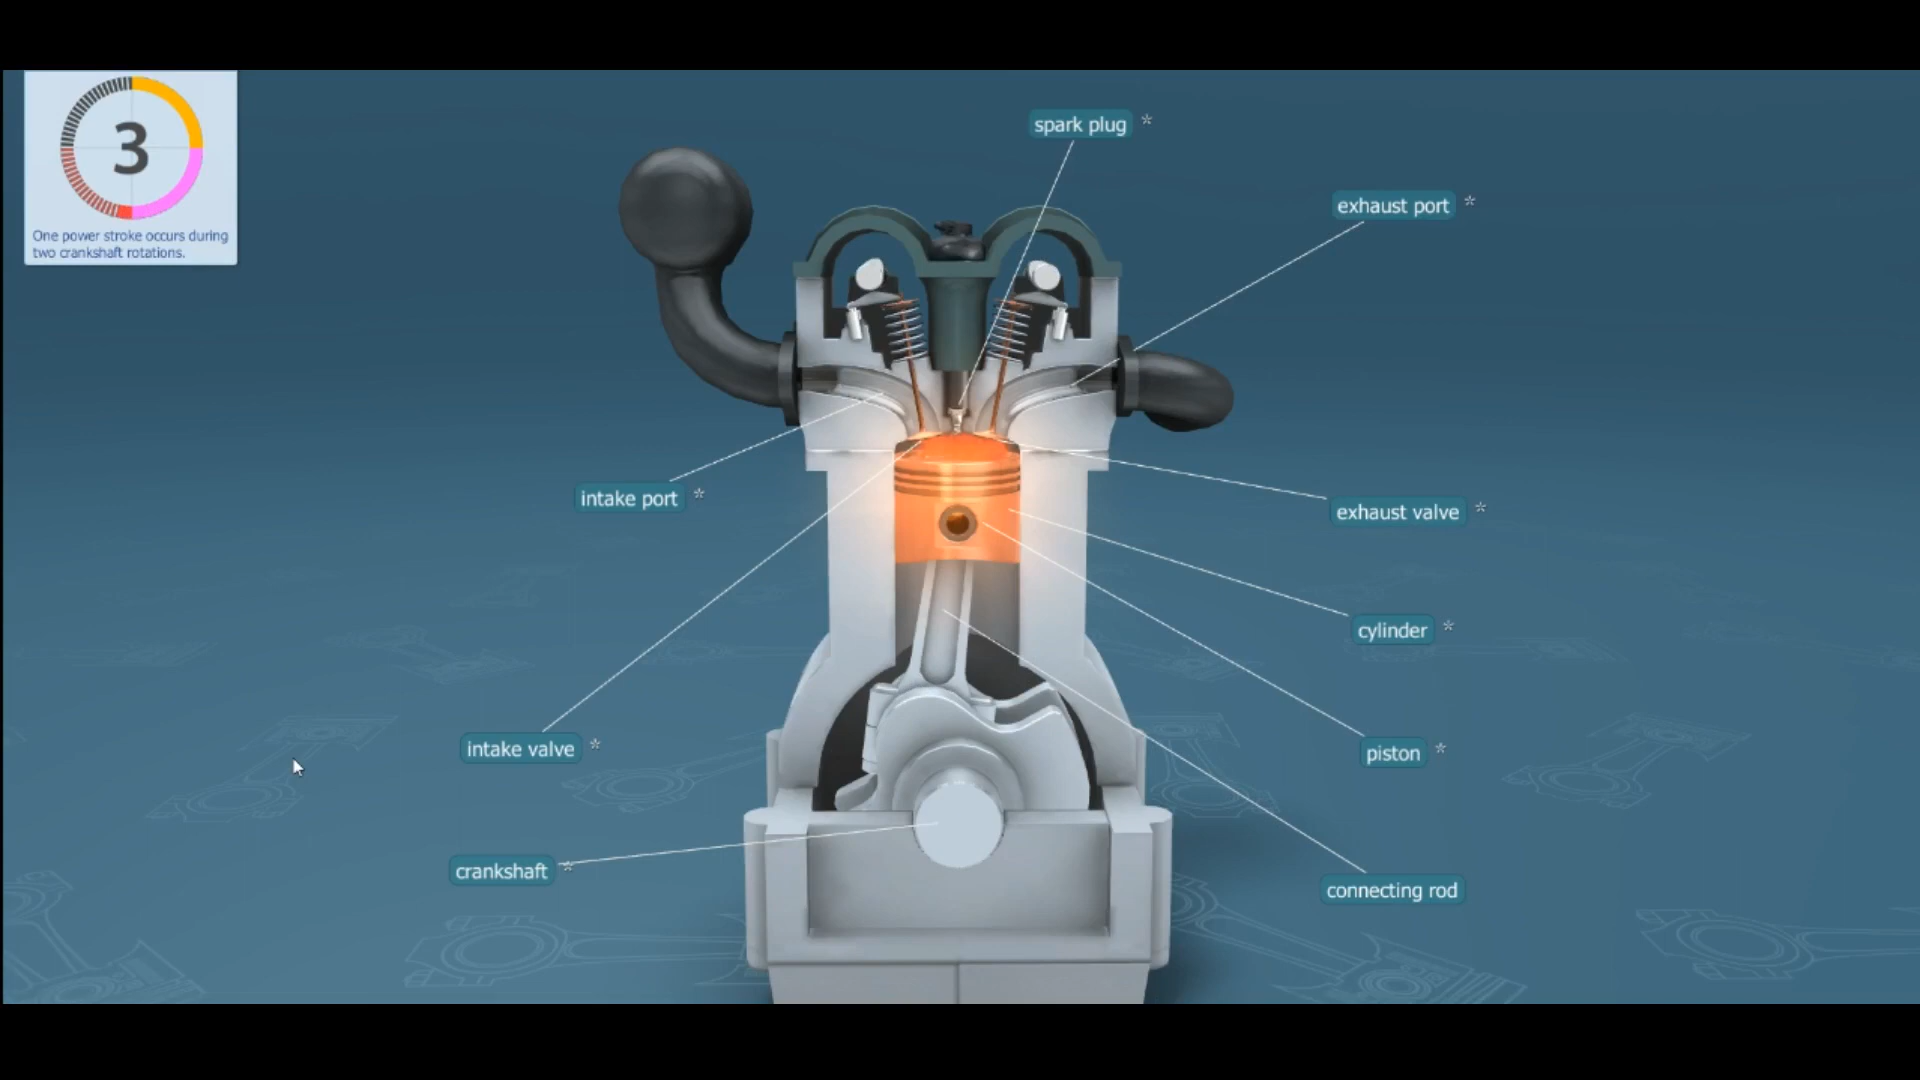 3
One power stroke occurs during
two crankshaft rotations.
spark plug *
exhaust port *
intake port *
exhaust valve *
cylinder *
intake valve *
piston *
crankshaft *
connecting rod